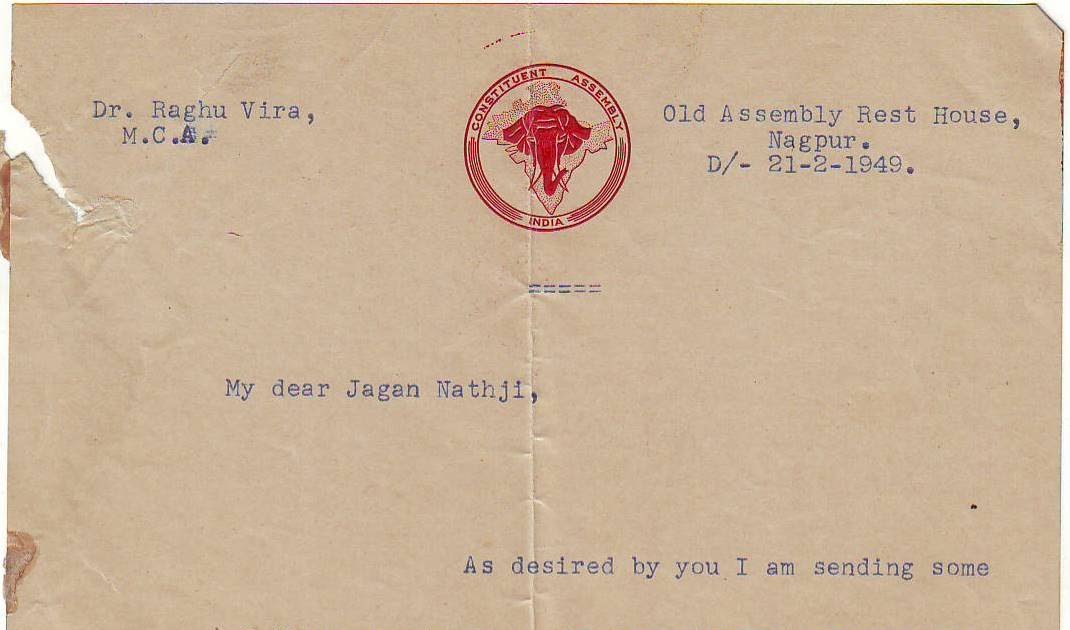 Dr. Raghu Vira,
M.C.A.
CONSTITUENT ASSEMBLY
INDIA
Old Assembly Rest House,
Nagpur.
D/- 21-2-1949.
=====
My dear Jagan Nathji,
As desired by you I am sending some